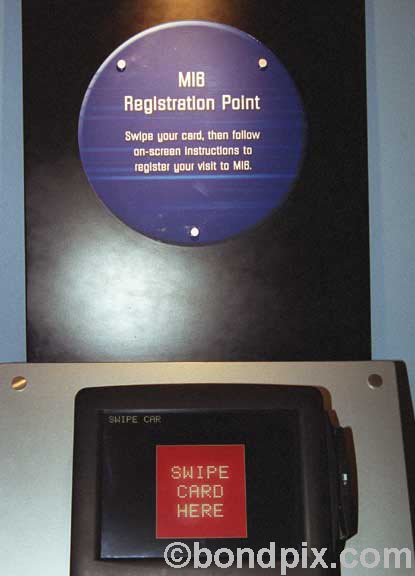 MI6
Registration Point
Swipe your card, then follow
on-screen instructions to
register your visit to MI6.
SWIPE CAR
SWIPE
CARD
HERE
©bondpix.com